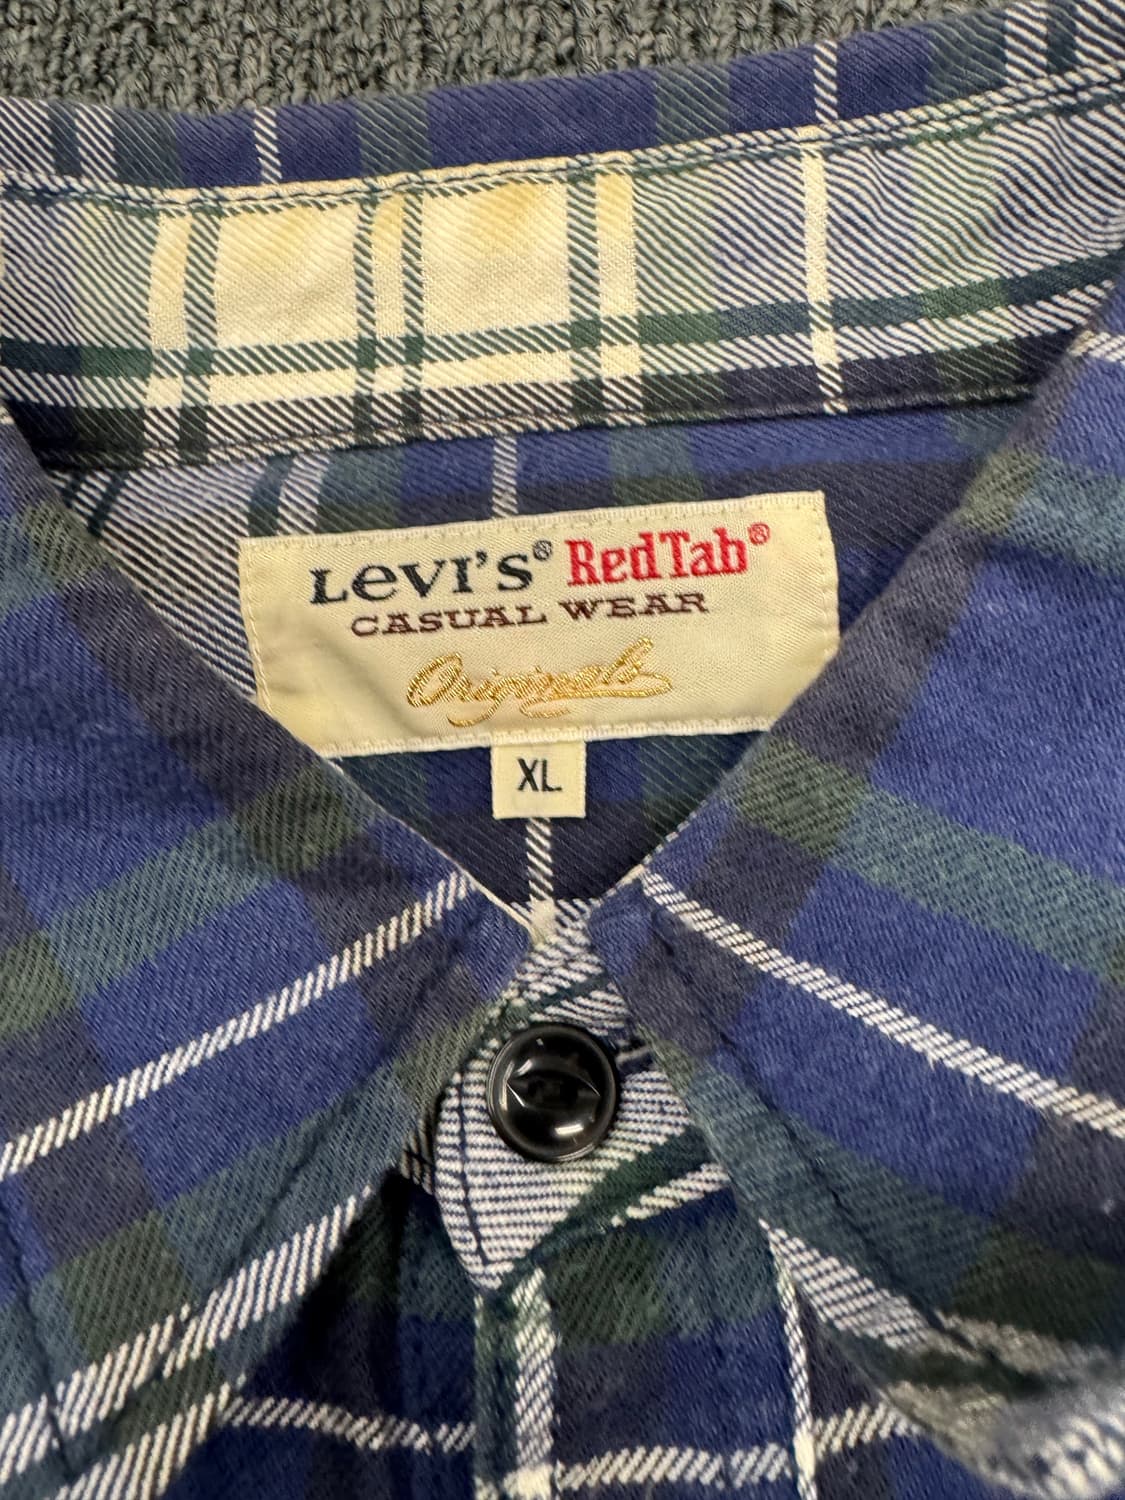 Levi's® RedTab®
CASUAL WEAR
Originals
XL